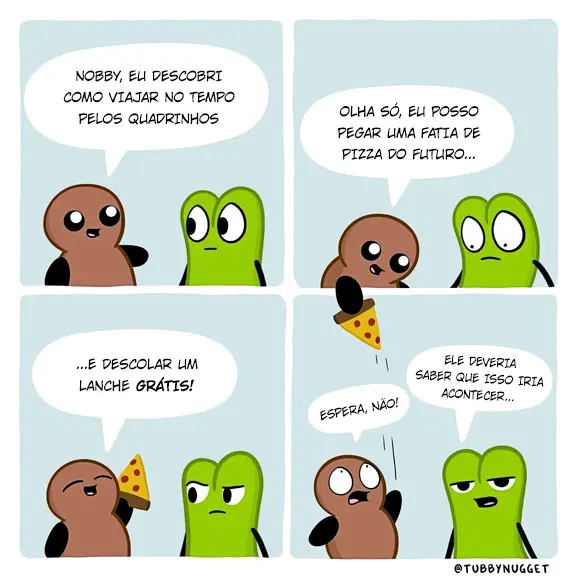 NOBBY, EU DESCOBRI
COMO VIAJAR NO TEMPO
PELOS QUADRINHOS
OLHA SÓ, EU POSSO
PEGAR UMA FATIA DE
PIZZA DO FUTURO...
...E DESCOLAR UM
LANCHE GRÁTIS!
ESPERA, NÃO!
ELE DEVERIA
SABER QUE ISSO IRIA
ACONTECER...
@TUBBYNUGGET